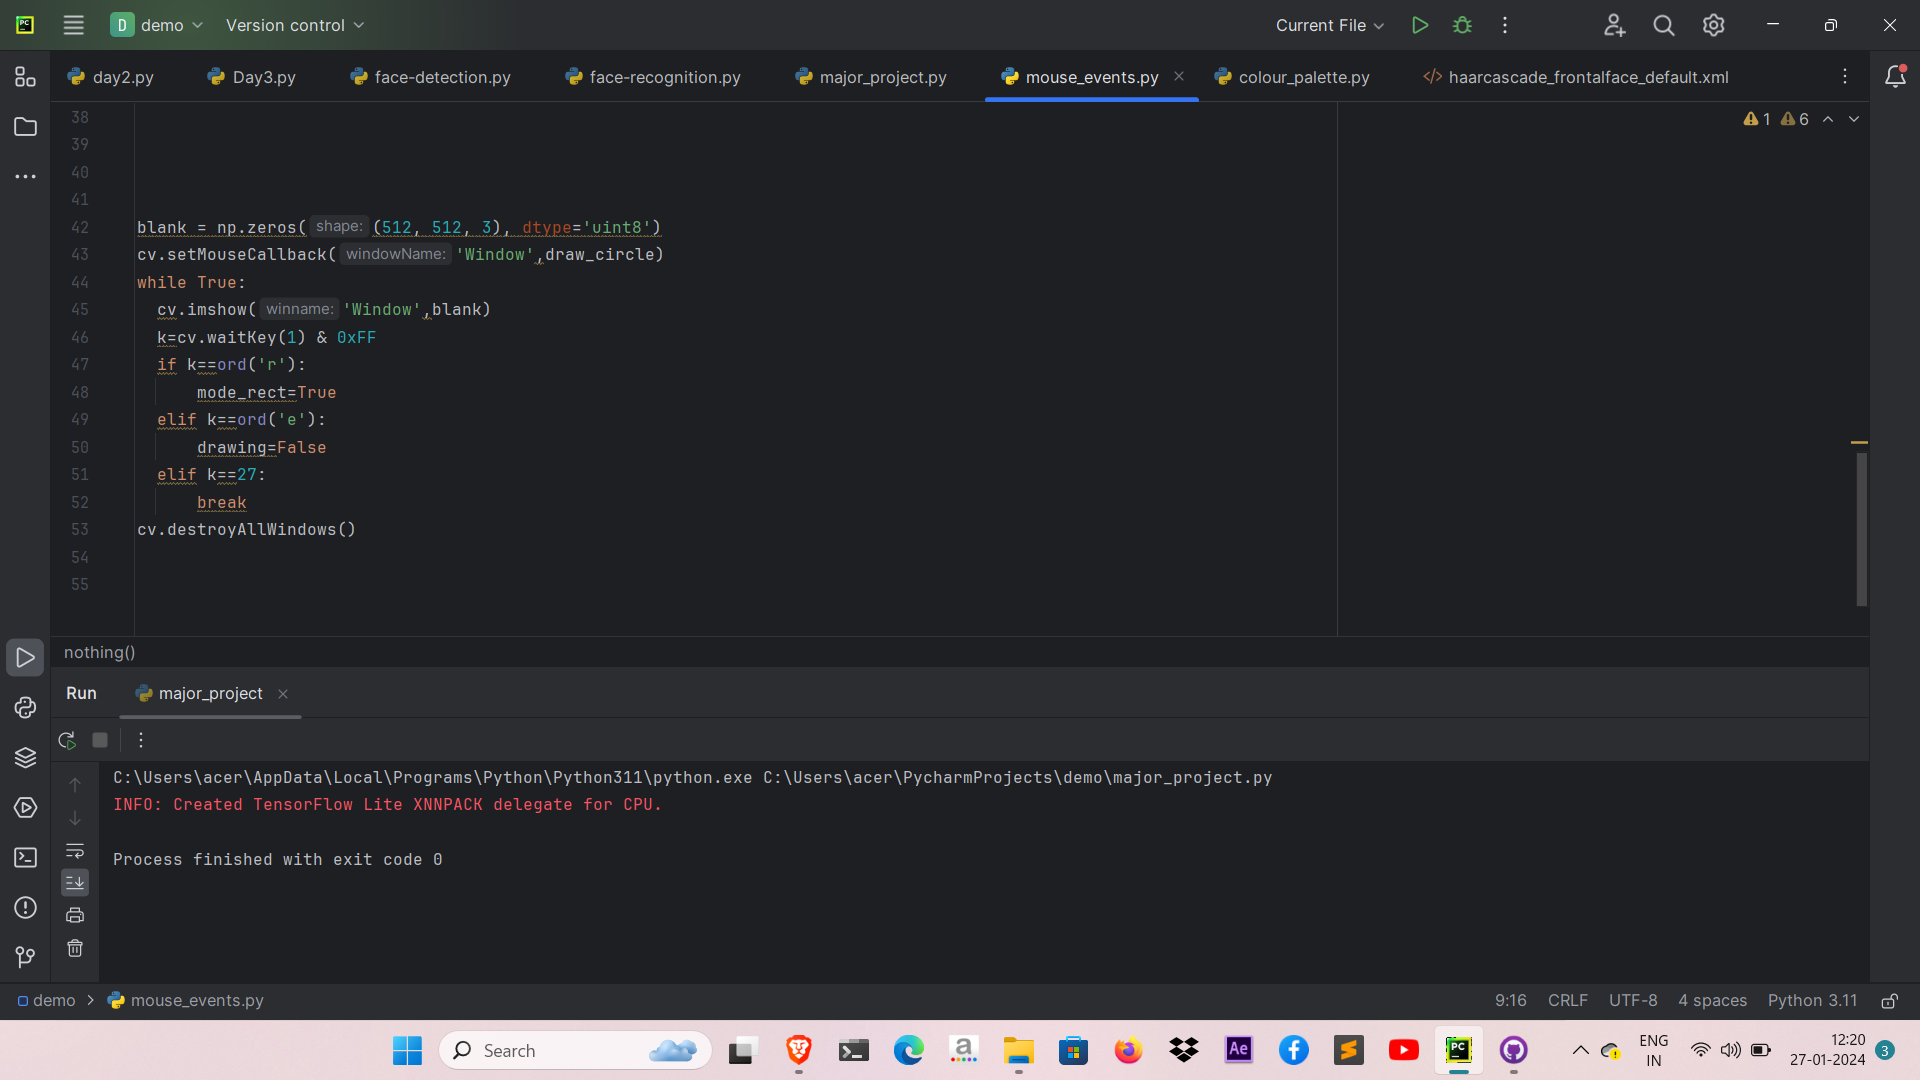 PC
D demo Version control Current File
day2.py Day3.py face-detection.py face-recognition.py major_project.py mouse_events.py colour_palette.py haarcascade_frontalface_default.xml
38 1 6
39
40
41
42 blank = np.zeros( shape: (512, 512, 3), dtype='uint8')
43 cv.setMouseCallback( windowName: 'Window',draw_circle)
44 while True:
45 cv.imshow( winname: 'Window',blank)
46 k=cv.waitKey(1) & 0xFF
47 if k==ord('r'):
48 mode_rect=True
49 elif k==ord('e'):
50 drawing=False
51 elif k==27:
52 break
53 cv.destroyAllWindows()
54
55
nothing()
Run major_project
C:\Users\acer\AppData\Local\Programs\Python\Python311\python.exe C:\Users\acer\PycharmProjects\demo\major_project.py
INFO: Created TensorFlow Lite XNNPACK delegate for CPU.
Process finished with exit code 0
demo > mouse_events.py 9:16 CRLF UTF-8 4 spaces Python 3.11
Search a Ae PC ENG 12:20
IN 27-01-2024 3